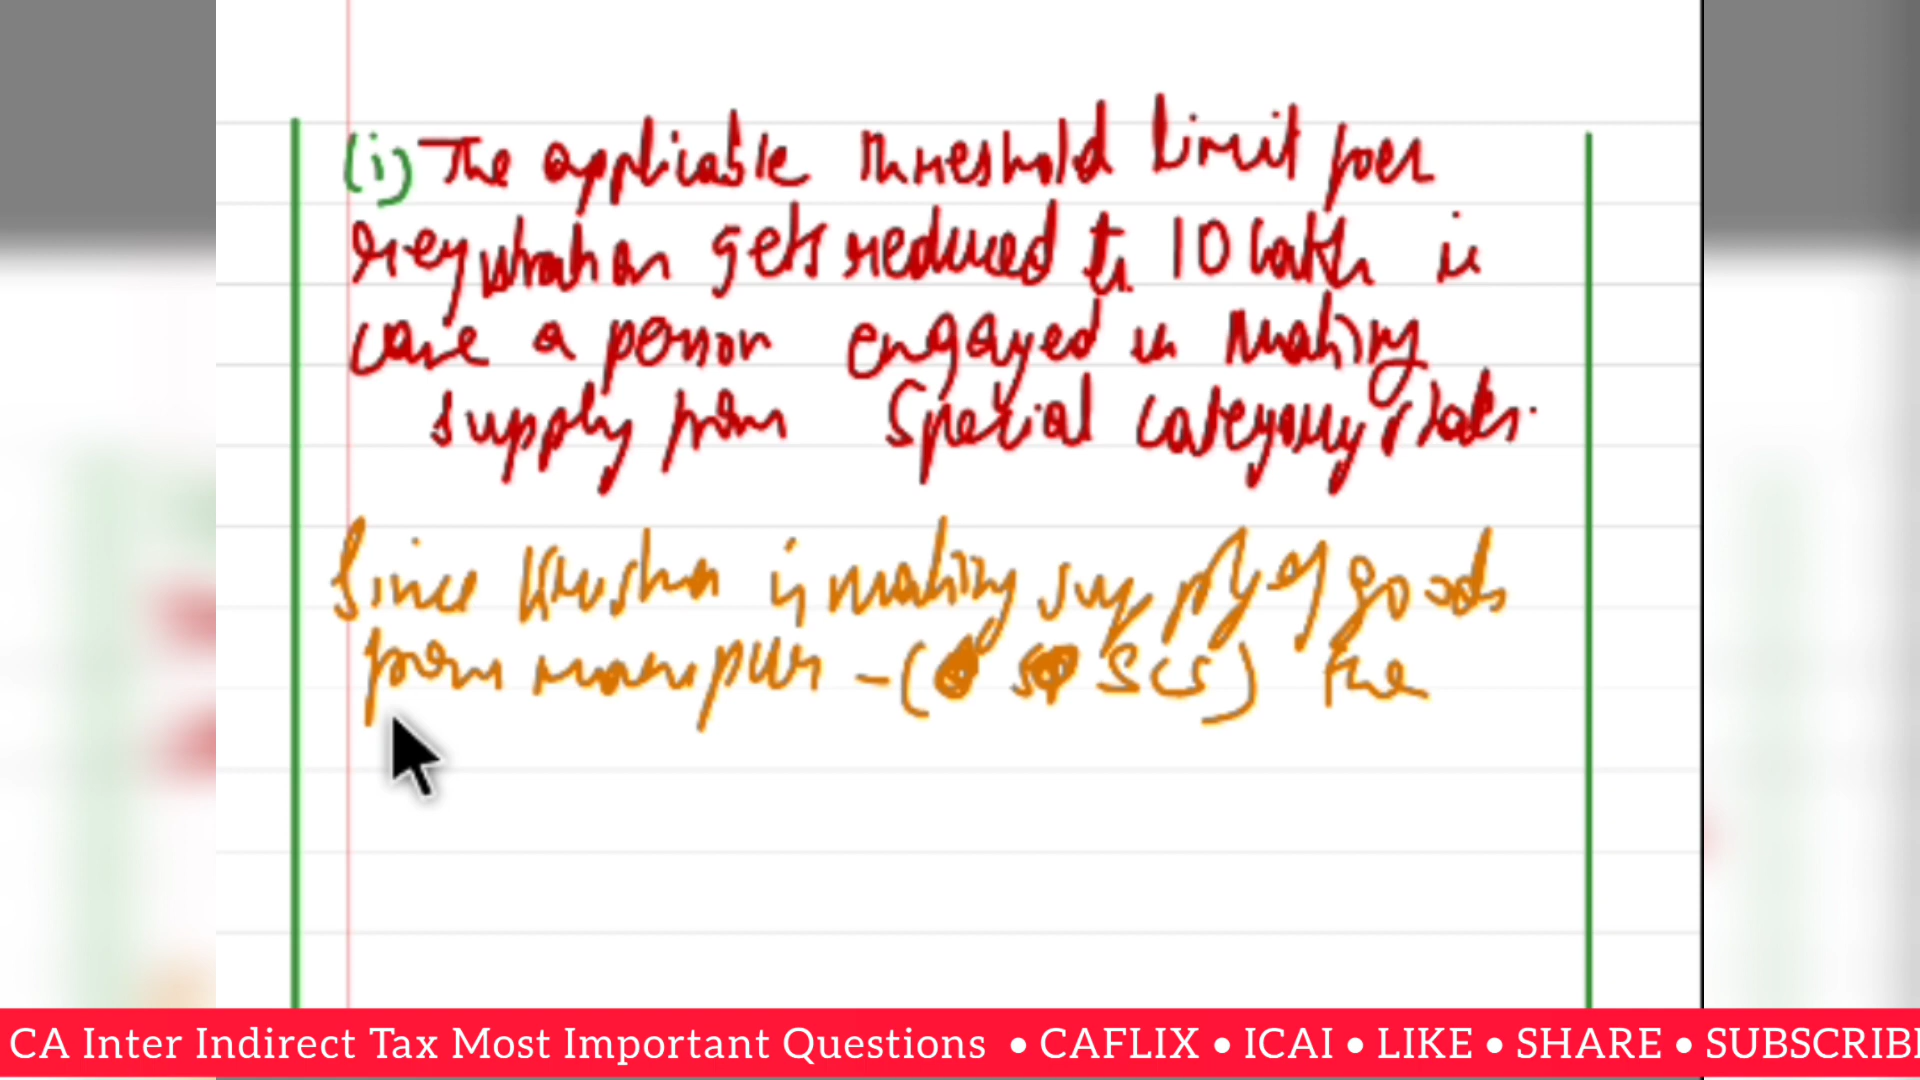 (i) The applicable threshold limit for
registration gets reduced to 10 lakh in
case a person engaged in making
supply from Special category states.
Since Krishna is making supply of goods
from manipur - ( SCS) the
CA Inter Indirect Tax Most Important Questions • CAFLIX • ICAI • LIKE • SHARE • SUBSCRIB